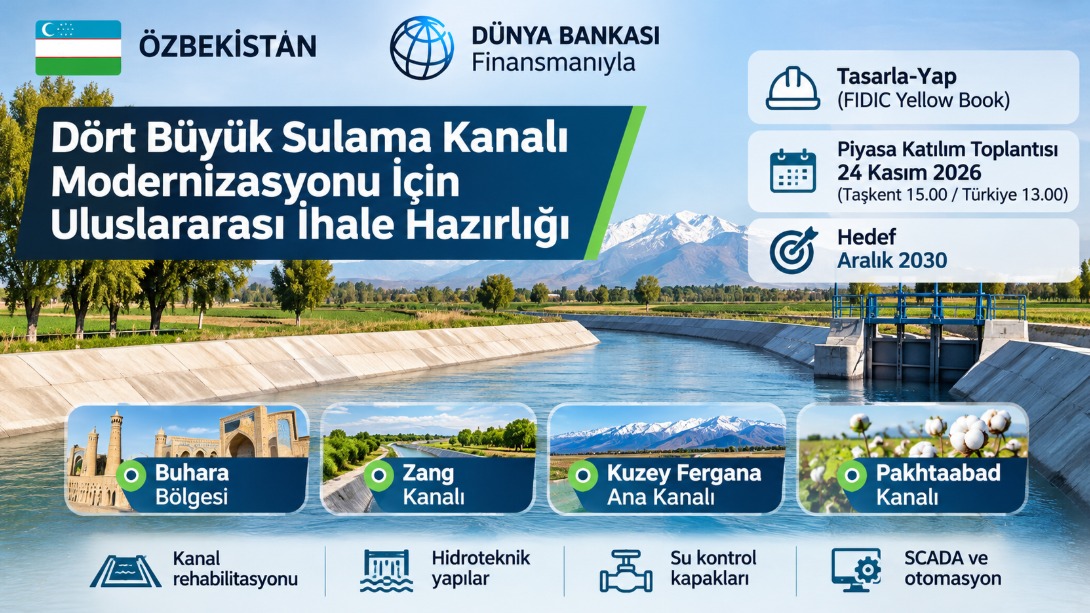 ÖZBEKİSTAN
DÜNYA BANKASI
Finansmanıyla
Dört Büyük Sulama Kanalı
Modernizasyonu İçin
Uluslararası İhale Hazırlığı
Tasarla-Yap
(FIDIC Yellow Book)
Piyasa Katılım Toplantısı
24 Kasım 2026
(Taşkent 15.00 / Türkiye 13.00)
Hedef
Aralık 2030
Buhara
Bölgesi
Zang
Kanalı
Kuzey Fergana
Ana Kanalı
Pakhtaabad
Kanalı
Kanal
rehabilitasyonu
Hidroteknik
yapılar
Su kontrol
kapakları
SCADA ve
otomasyon